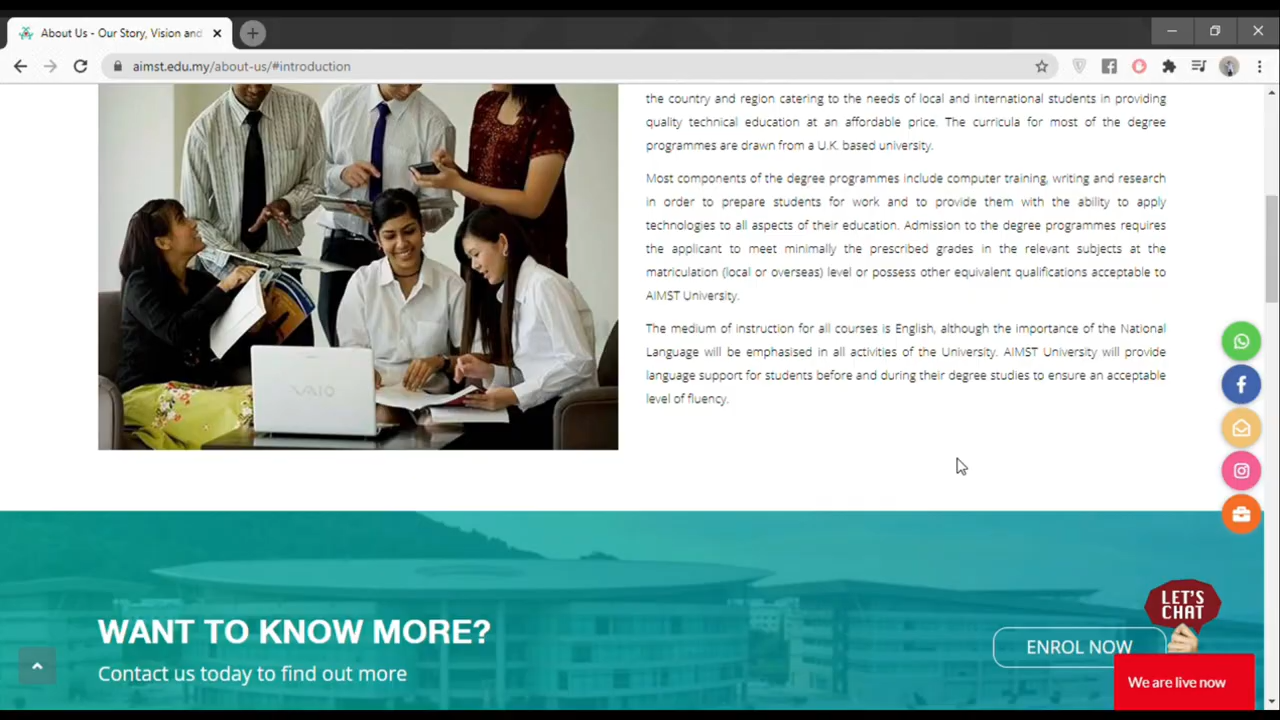 About Us - Our Story, Vision and
aimst.edu.my/about-us/#introduction
the country and region catering to the needs of local and international students in providing
quality technical education at an affordable price. The curricula for most of the degree
programmes are drawn from a U.K. based university.
Most components of the degree programmes include computer training, writing and research
in order to prepare students for work and to provide them with the ability to apply
technologies to all aspects of their education. Admission to the degree programmes requires
the applicant to meet minimally the prescribed grades in the relevant subjects at the
matriculation (local or overseas) level or possess other equivalent qualifications acceptable to
AIMST University.
The medium of instruction for all courses is English, although the importance of the National
Language will be emphasised in all activities of the University. AIMST University will provide
language support for students before and during their degree studies to ensure an acceptable
level of fluency.
VAIO
WANT TO KNOW MORE?
Contact us today to find out more
ENROL NOW
LET'S
CHAT
We are live now